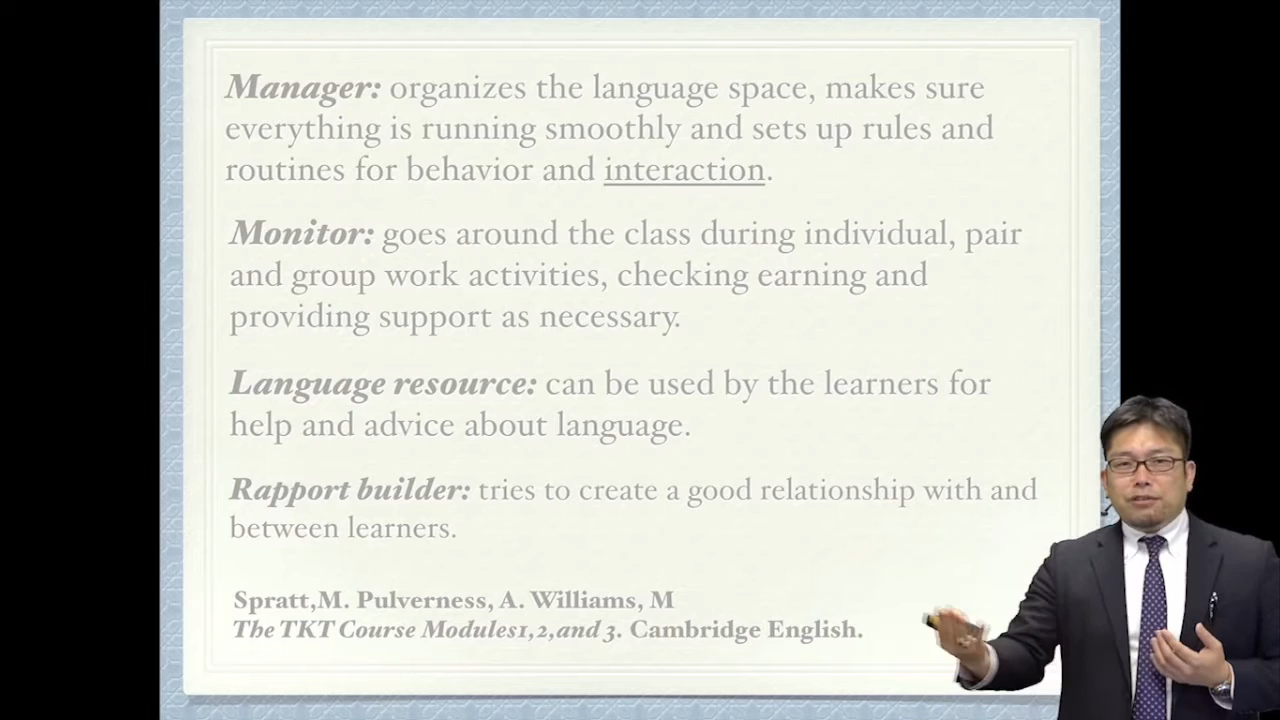 Manager: organizes the language space, makes sure
everything is running smoothly and sets up rules and
routines for behavior and interaction.
Monitor: goes around the class during individual, pair
and group work activities, checking earning and
providing support as necessary.
Language resource: can be used by the learners for
help and advice about language.
Rapport builder: tries to create a good relationship with and
between learners.
Spratt,M. Pulverness, A. Williams, M
The TKT Course Modules1,2,and 3. Cambridge English.